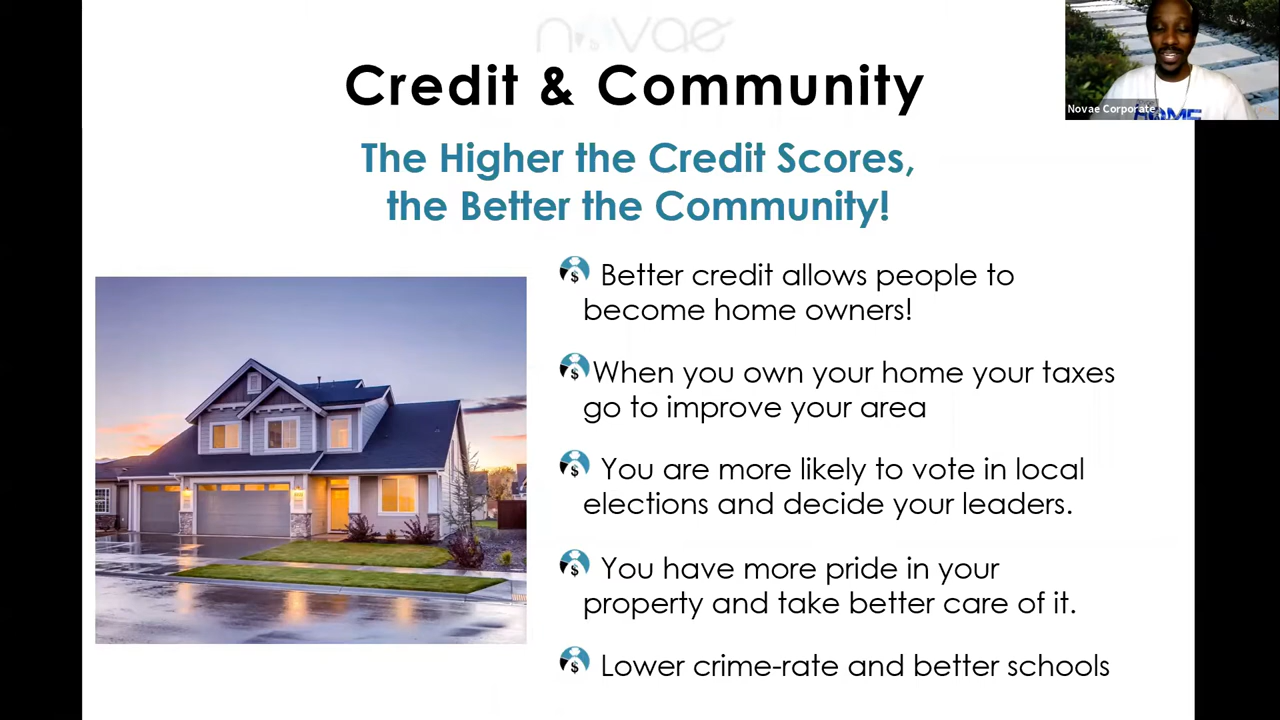 novae
Credit & Community
Novae Corporate
HOME
The Higher the Credit Scores,
the Better the Community!
Better credit allows people to
become home owners!
When you own your home your taxes
go to improve your area
You are more likely to vote in local
elections and decide your leaders.
You have more pride in your
property and take better care of it.
Lower crime-rate and better schools